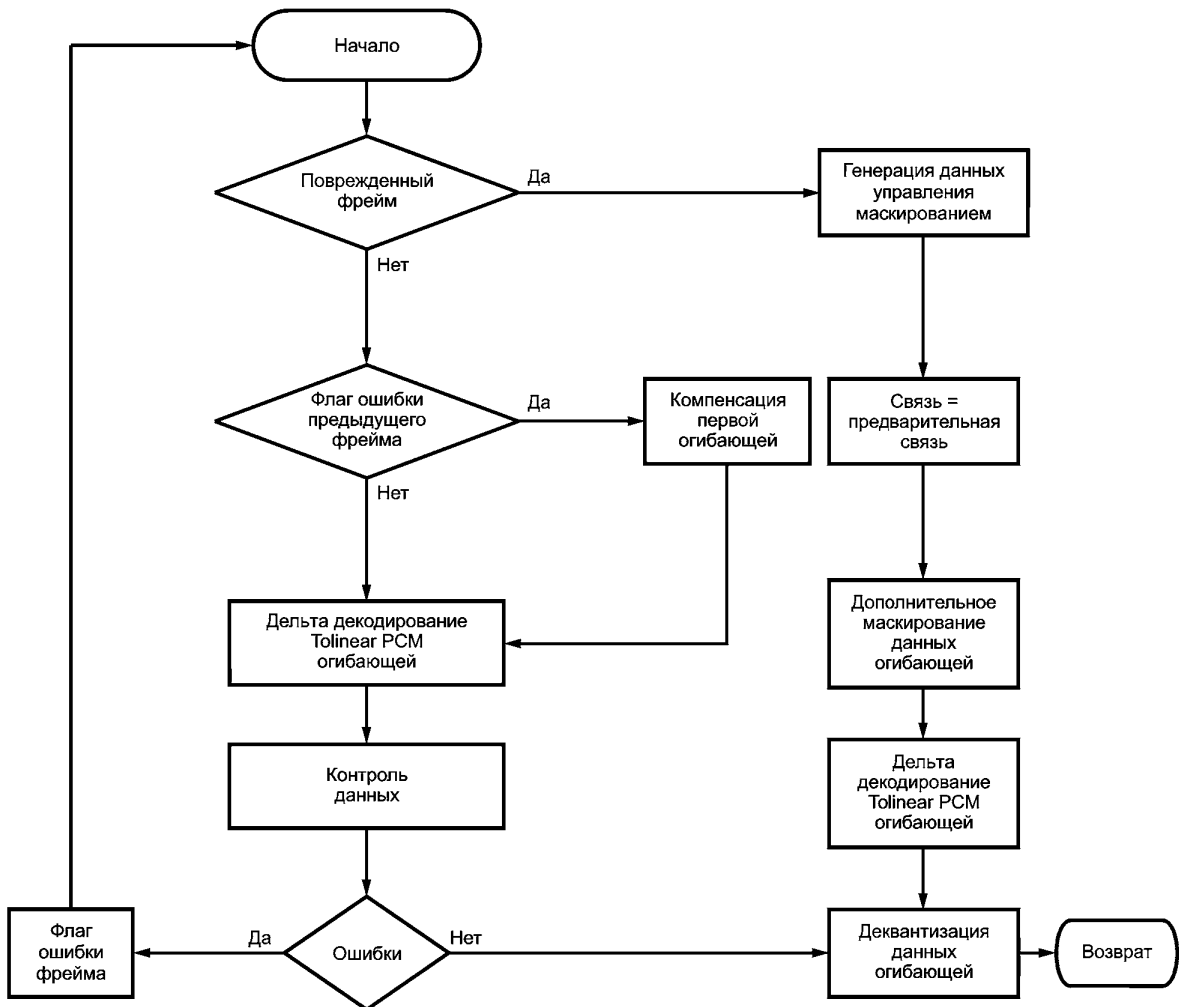 Начало
Поврежденный
фрейм
Да
Генерация данных
управления
маскированием
Нет
Флаг ошибки
предыдущего
фрейма
Да
Компенсация
первой
огибающей
Связь =
предварительная
связь
Нет
Дельта декодирование
Tolinear PCM
огибающей
Дополнительное
маскирование
данных
огибающей
Контроль
данных
Дельта
декодирование
Tolinear PCM
огибающей
Флаг
ошибки
фрейма
Да
Ошибки
Нет
Деквантизация
данных
огибающей
Возврат